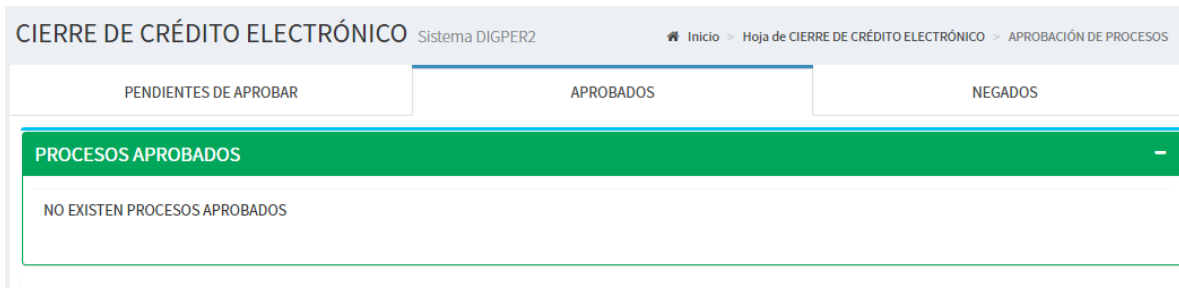 CIERRE DE CRÉDITO ELECTRÓNICO Sistema DIGPER2
Inicio > Hoja de CIERRE DE CRÉDITO ELECTRÓNICO > APROBACIÓN DE PROCESOS
PENDIENTES DE APROBAR
APROBADOS
NEGADOS
PROCESOS APROBADOS
NO EXISTEN PROCESOS APROBADOS